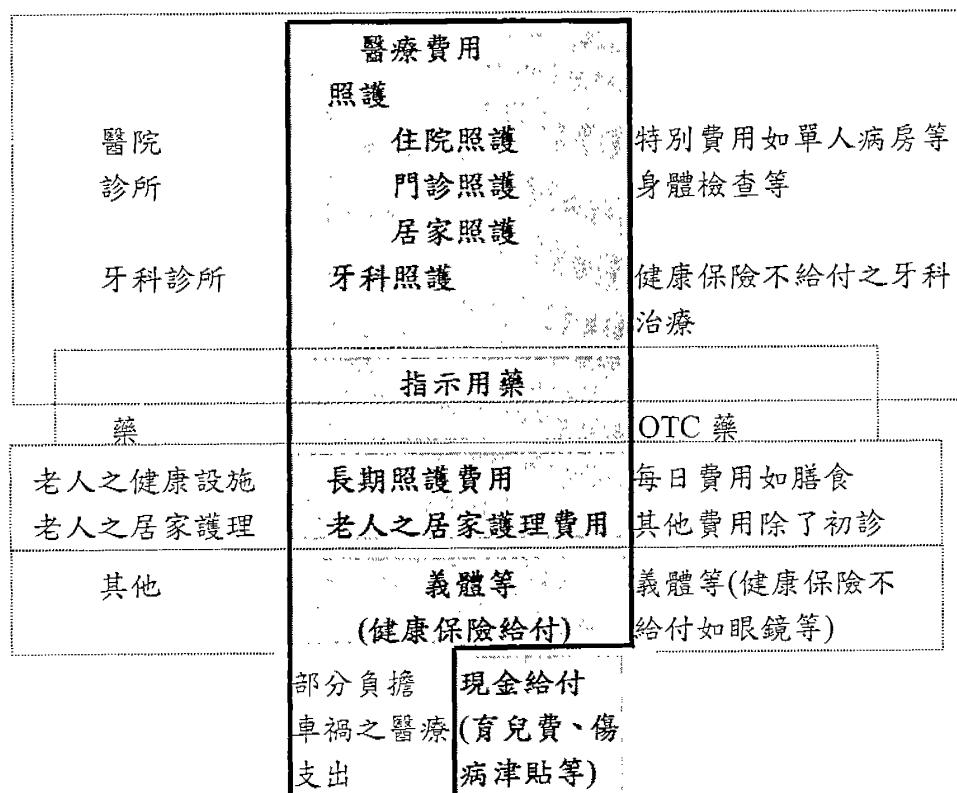 醫療費用
照護
醫院 住院照護 特別費用如單人病房等
診所 門診照護 身體檢查等
居家照護
牙科診所 牙科照護 健康保險不給付之牙科
治療
指示用藥
藥 OTC 藥
老人之健康設施 長期照護費用 每日費用如膳食
老人之居家護理 老人之居家護理費用 其他費用除了初診
其他 義體等 義體等(健康保險不
(健康保險給付) 給付如眼鏡等)
部分負擔 現金給付
車禍之醫療 (育兒費、傷
支出 病津貼等)